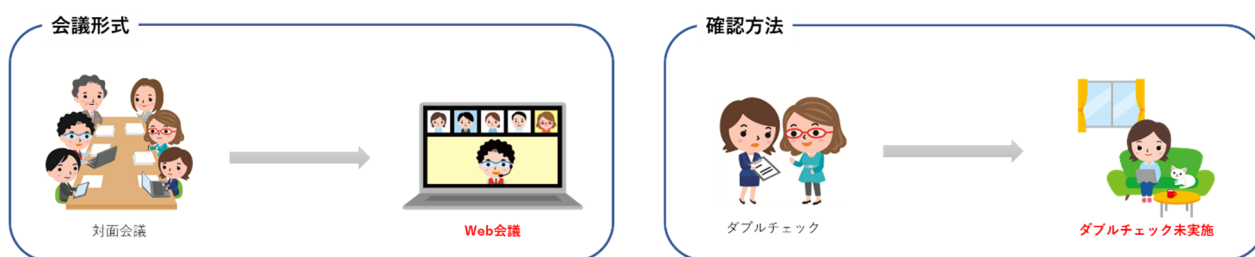 会議形式
対面会議
Web会議
確認方法
ダブルチェック
ダブルチェック未実施